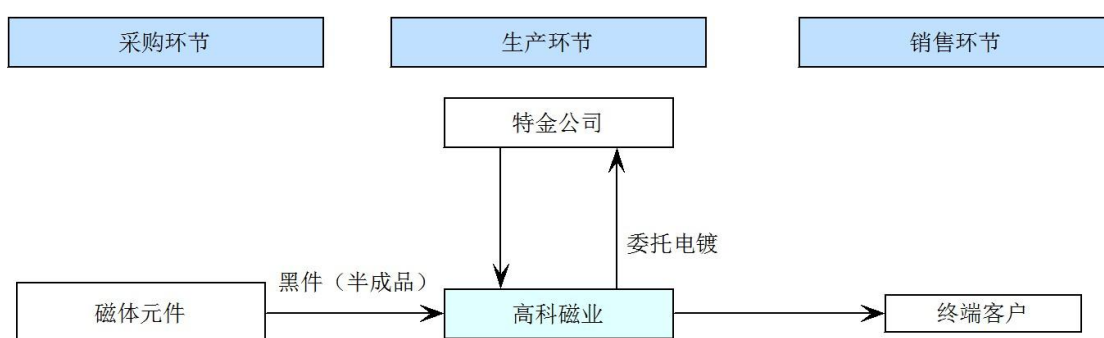 采购环节
生产环节
销售环节
特金公司
委托电镀
黑件（半成品）
磁体元件
高科磁业
终端客户